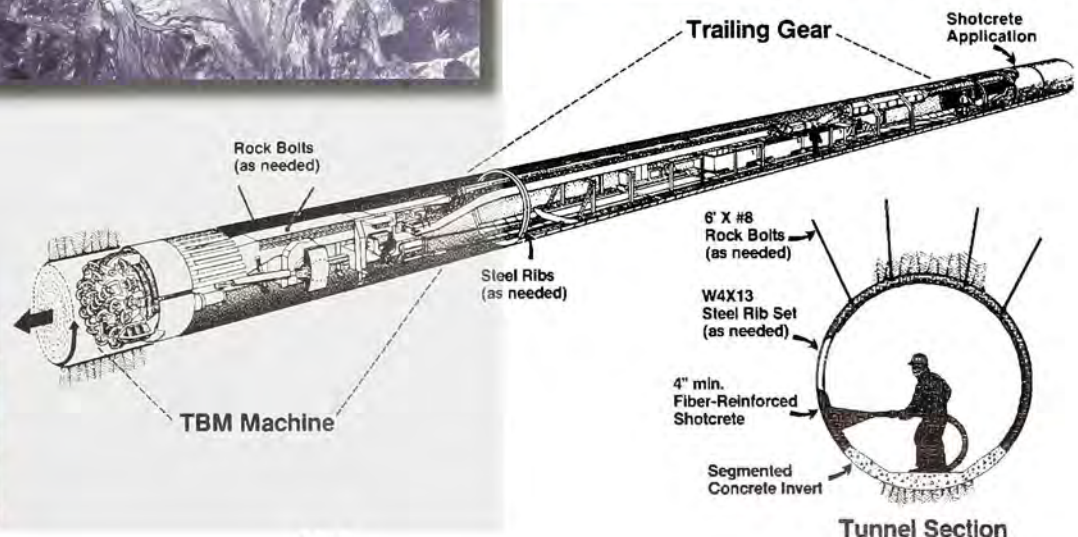 Trailing Gear
Shotcrete
Application
Rock Bolts
(as needed)
Steel Ribs
(as needed)
TBM Machine
6' X #8
Rock Bolts
(as needed)
W4X13
Steel Rib Set
(as needed)
4" min.
Fiber-Reinforced
Shotcrete
Segmented
Concrete Invert
Tunnel Section